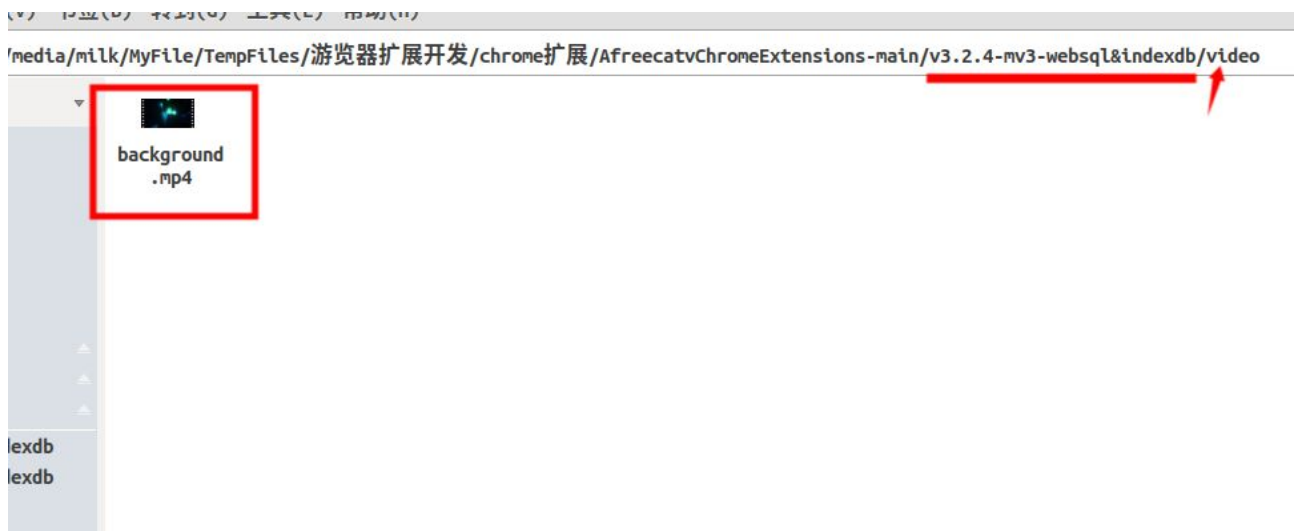 /media/milk/MyFile/TempFiles/游览器扩展开发/chrome扩展/AfreecatvChromeExtensions-main/v3.2.4-mv3-websql&indexdb/video
background
.mp4
lexdb
lexdb